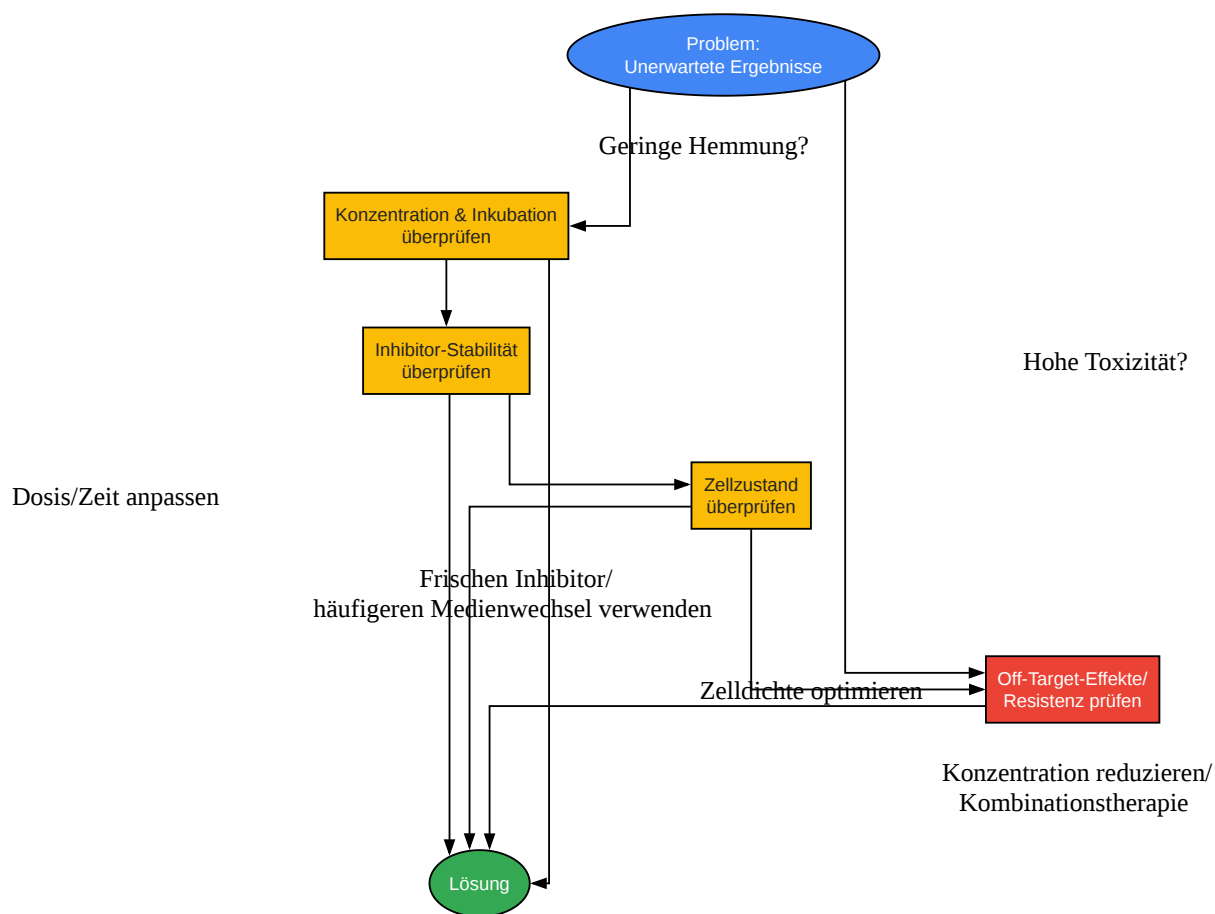 Problem:
Unerwartete Ergebnisse
Geringe Hemmung?
Konzentration & Inkubation
überprüfen
Inhibitor-Stabilität
überprüfen
Hohe Toxizität?
Dosis/Zeit anpassen
Zellzustand
überprüfen
Frischen Inhibitor/
häufigeren Medienwechsel verwenden
Zelldichte optimieren
Off-Target-Effekte/
Resistenz prüfen
Konzentration reduzieren/
Kombinationstherapie
Lösung